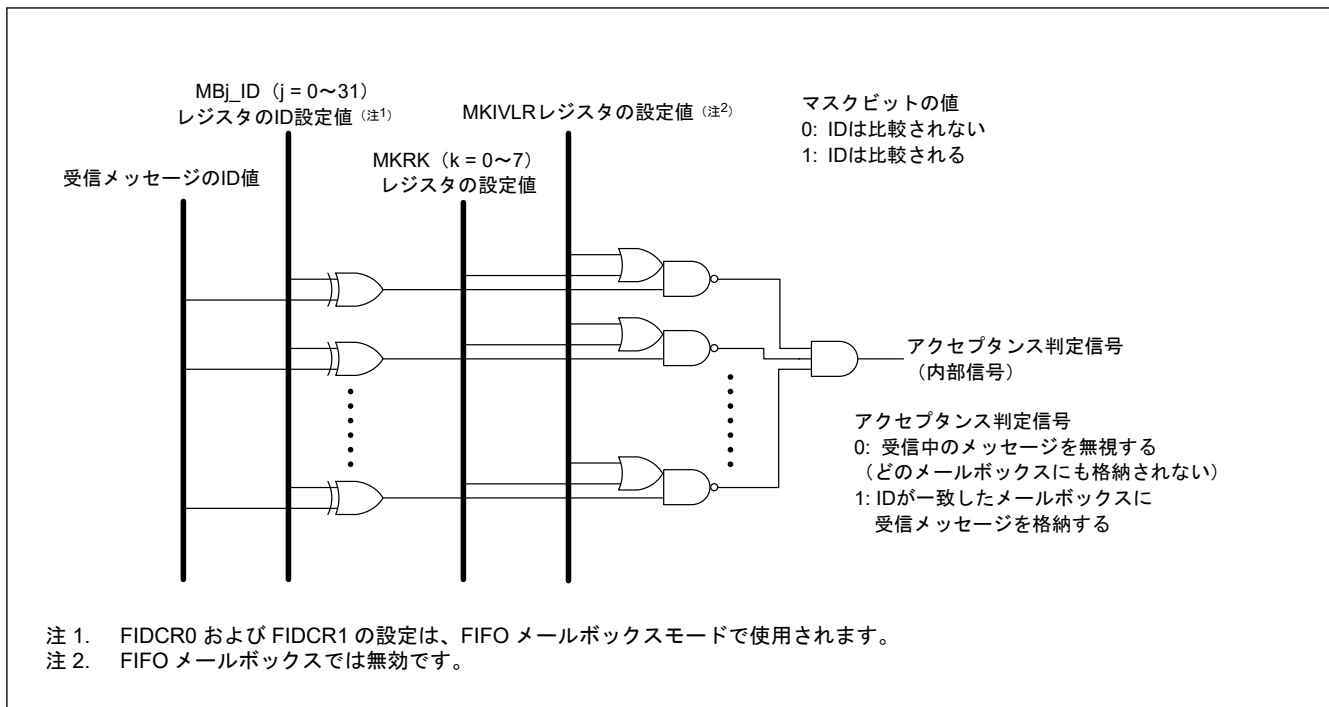 MBj_ID（j = 0～31）
レジスタのID設定値（注1）
受信メッセージのID値
MKRK（k = 0～7）
レジスタの設定値
MKIVLRレジスタの設定値（注2）
マスクビットの値
0: IDは比較されない
1: IDは比較される
アクセプタンス判定信号
（内部信号）
アクセプタンス判定信号
0: 受信中のメッセージを無視する
（どのメールボックスにも格納されない）
1: IDが一致したメールボックスに
受信メッセージを格納する
注 1. FIDCR0 および FIDCR1 の設定は、FIFO メールボックスモードで使用されます。
注 2. FIFO メールボックスでは無効です。